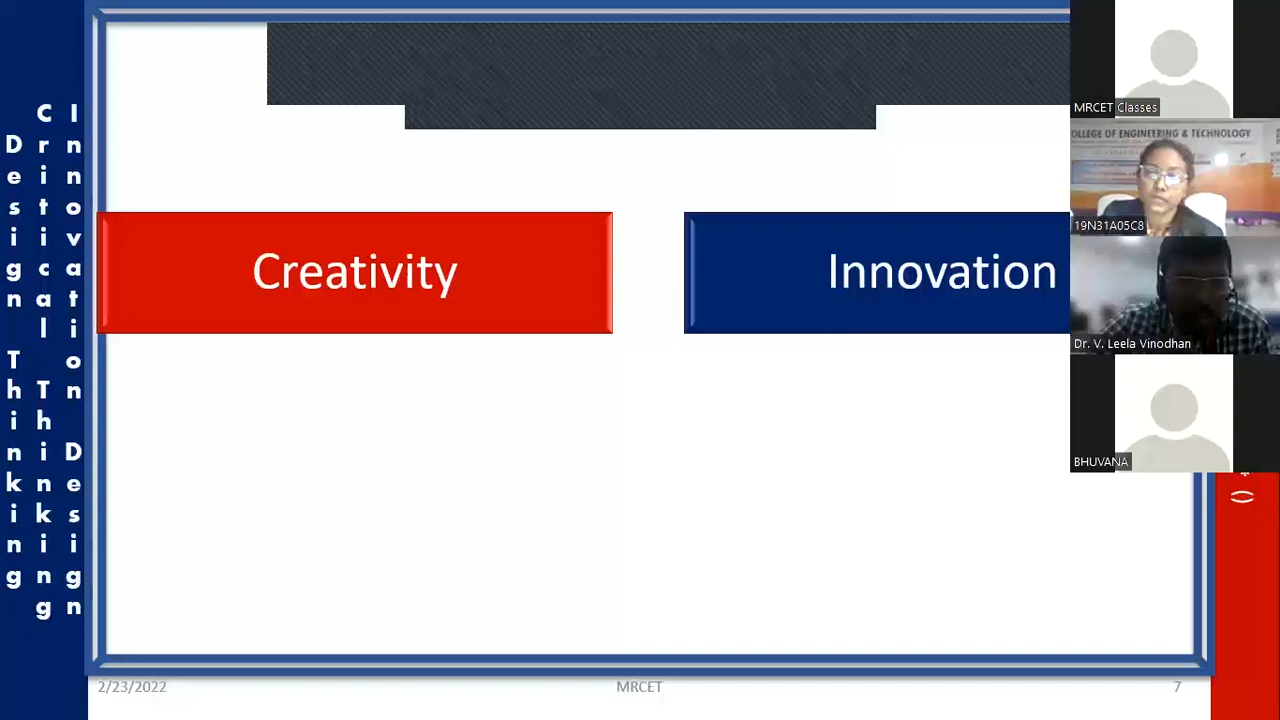 Design Thinking
Critical Thinking
Innovation Design
Creativity
Innovation
MRCET Classes
COLLEGE OF ENGINEERING & TECHNOLOGY
19N31A05C8
Dr. V. Leela Vinodhan
BHUVANA
2/23/2022
MRCET
7